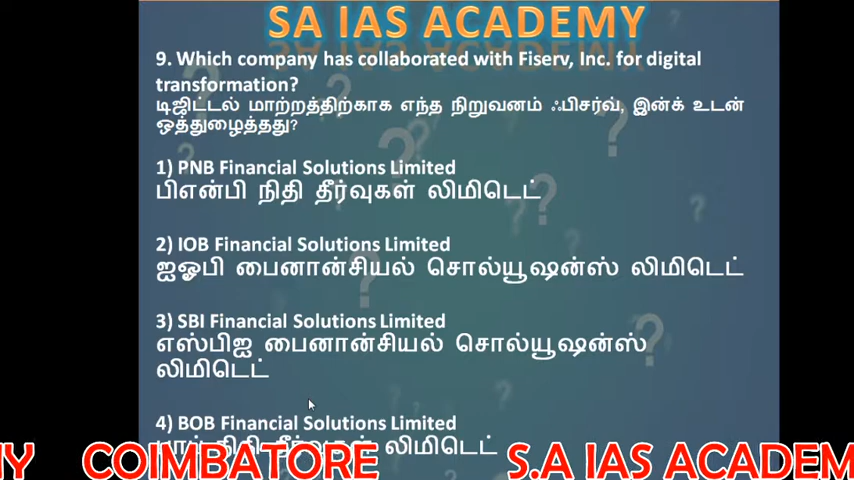 SA IAS ACADEMY
9. Which company has collaborated with Fiserv, Inc. for digital
transformation?
டிஜிட்டல் மாற்றத்திற்காக எந்த நிறுவனம் ஃபிசர்வ், இன்க் உடன்
ஒத்துழைத்தது?
1) PNB Financial Solutions Limited
பிஎன்பி நிதி தீர்வுகள் லிமிடெட்
2) IOB Financial Solutions Limited
ஐஓபி பைனான்சியல் சொல்யூஷன்ஸ் லிமிடெட்
3) SBI Financial Solutions Limited
எஸ்பிஐ பைனான்சியல் சொல்யூஷன்ஸ்
லிமிடெட்
4) BOB Financial Solutions Limited
லிமிடெட்
MY COIMBATORE S.A IAS ACADEM